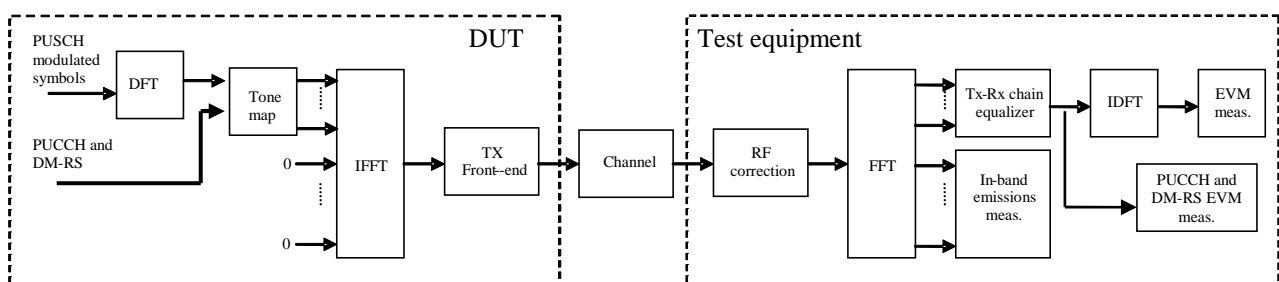 DUT
Test equipment
PUSCH
modulated
symbols
DFT
Tone
map
PUCCH and
DM-RS
0
0
IFFT
TX
Front--end
Channel
RF
correction
FFT
Tx-Rx chain
equalizer
IDFT
EVM
meas.
In-band
emissions
meas.
PUCCH and
DM-RS EVM
meas.